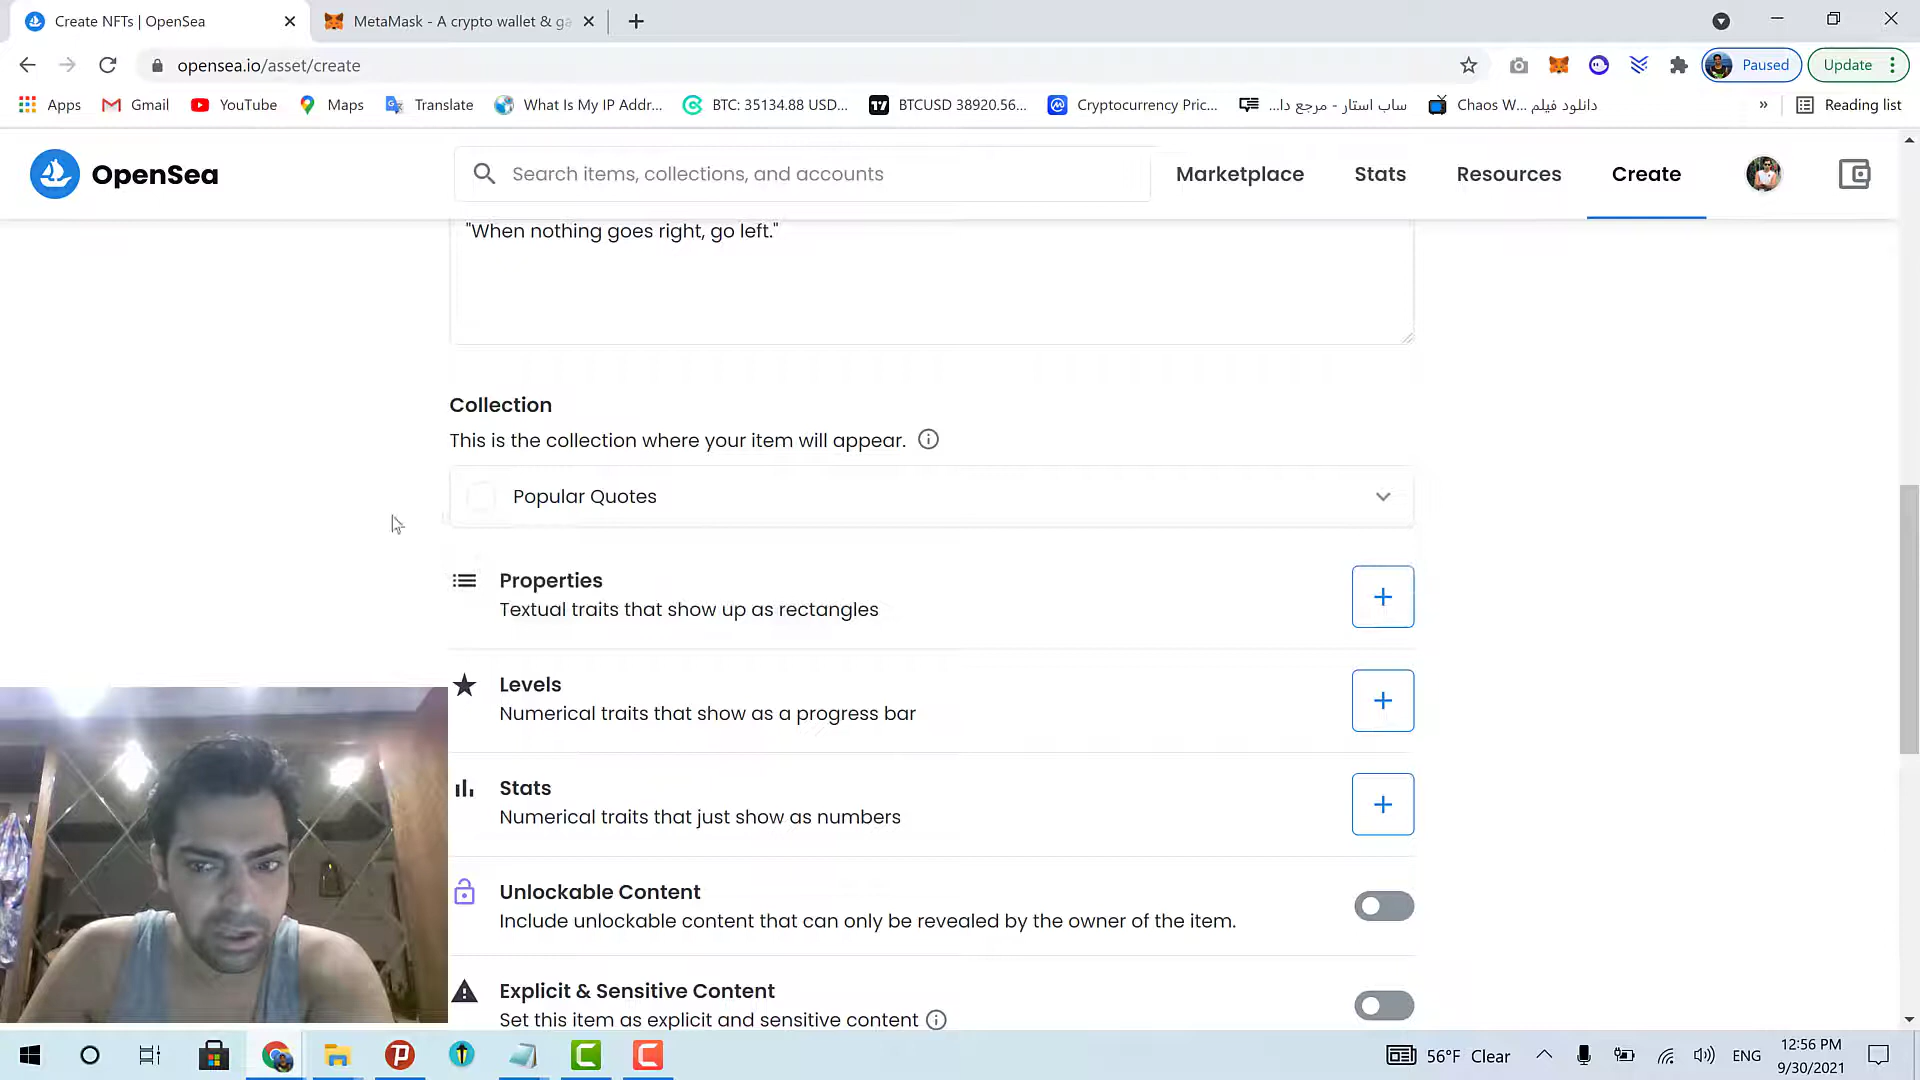 Create NFTs | OpenSea
MetaMask - A crypto wallet & ga
opensea.io/asset/create
Paused
Update
Apps
Gmail
YouTube
Maps
Translate
What Is My IP Addr...
BTC: 35134.88 USD...
BTCUSD 38920.56...
Cryptocurrency Pric...
ساب استار - مرجع دا...
دانلود فیلم Chaos W...
»
Reading list
OpenSea
Search items, collections, and accounts
Marketplace
Stats
Resources
Create
"When nothing goes right, go left."
Collection
This is the collection where your item will appear.
Popular Quotes
Properties
Textual traits that show up as rectangles
Levels
Numerical traits that show as a progress bar
Stats
Numerical traits that just show as numbers
Unlockable Content
Include unlockable content that can only be revealed by the owner of the item.
Explicit & Sensitive Content
Set this item as explicit and sensitive content
56°F Clear
ENG
12:56 PM
9/30/2021